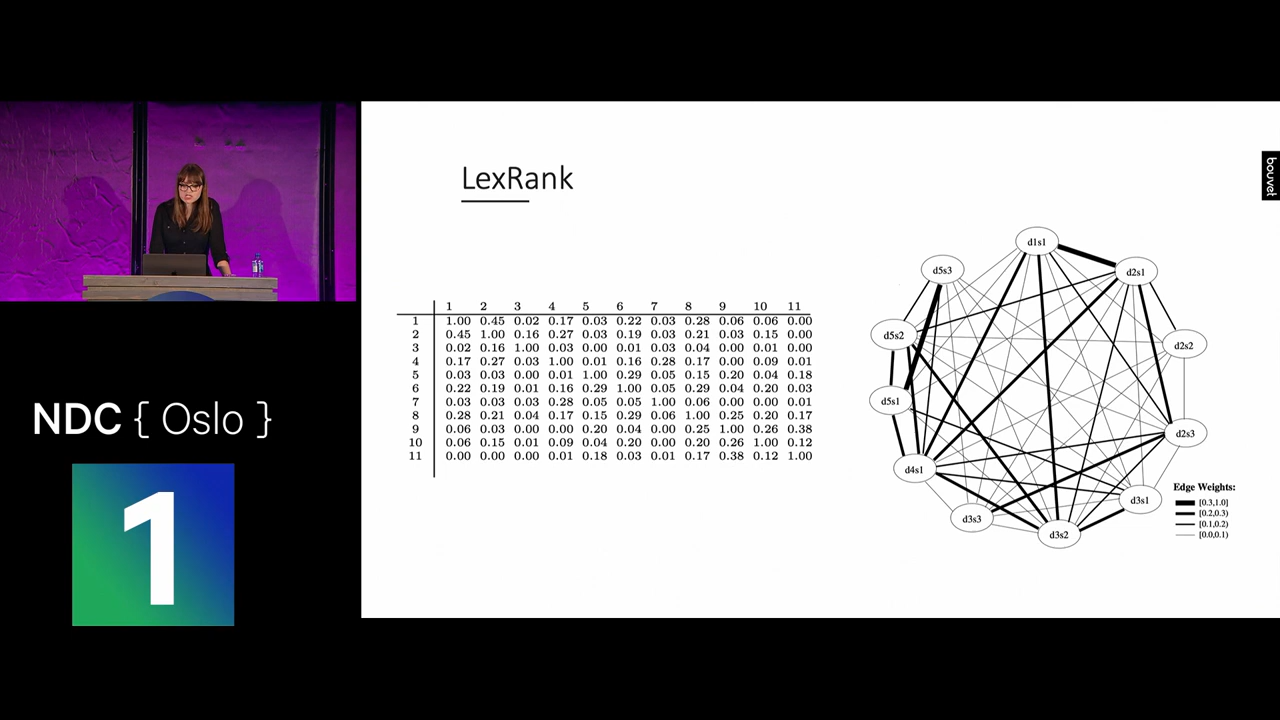 LexRank
bouvet
1 2 3 4 5 6 7 8 9 10 11
1 1.00 0.45 0.02 0.17 0.03 0.22 0.03 0.28 0.06 0.06 0.00
2 0.45 1.00 0.16 0.27 0.03 0.19 0.03 0.21 0.03 0.15 0.00
3 0.02 0.16 1.00 0.03 0.00 0.01 0.03 0.04 0.00 0.01 0.00
4 0.17 0.27 0.03 1.00 0.01 0.16 0.28 0.17 0.00 0.09 0.01
5 0.03 0.03 0.00 0.01 1.00 0.29 0.05 0.15 0.20 0.04 0.18
6 0.22 0.19 0.01 0.16 0.29 1.00 0.05 0.29 0.04 0.20 0.03
7 0.03 0.03 0.03 0.28 0.05 0.05 1.00 0.06 0.00 0.00 0.01
8 0.28 0.21 0.04 0.17 0.15 0.29 0.06 1.00 0.25 0.20 0.17
9 0.06 0.03 0.00 0.00 0.20 0.04 0.00 0.25 1.00 0.26 0.38
10 0.06 0.15 0.01 0.09 0.04 0.20 0.00 0.20 0.26 1.00 0.12
11 0.00 0.00 0.00 0.01 0.18 0.03 0.01 0.17 0.38 0.12 1.00
d1s1
d5s3
d2s1
d5s2
d2s2
d5s1
d2s3
d4s1
d3s1
d3s3
d3s2
Edge Weights:
[0.3,1.0]
[0.2,0.3)
[0.1,0.2)
[0.0,0.1)
NDC { Oslo }
1